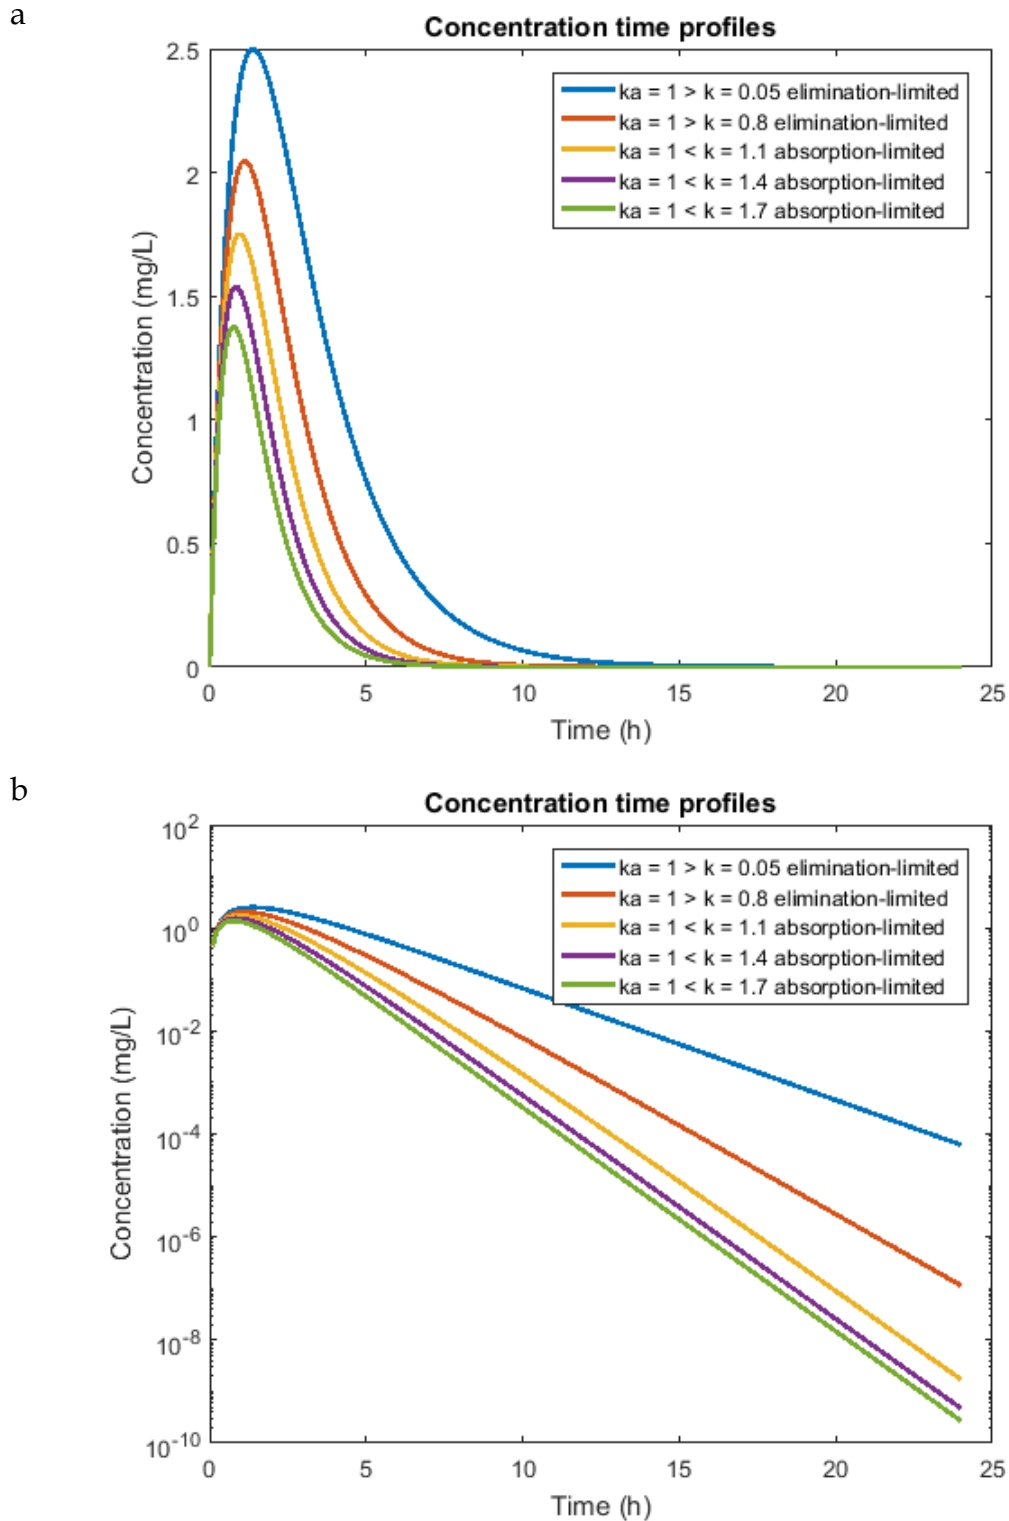 a
Concentration time profiles
2.5
2
1.5
1
0.5
0
Concentration (mg/L)
ka = 1 > k = 0.05 elimination-limited
ka = 1 > k = 0.8 elimination-limited
ka = 1 < k = 1.1 absorption-limited
ka = 1 < k = 1.4 absorption-limited
ka = 1 < k = 1.7 absorption-limited
0 5 10 15 20 25
Time (h)
b
Concentration time profiles
10^2
10^0
10^-2
10^-4
10^-6
10^-8
10^-10
Concentration (mg/L)
ka = 1 > k = 0.05 elimination-limited
ka = 1 > k = 0.8 elimination-limited
ka = 1 < k = 1.1 absorption-limited
ka = 1 < k = 1.4 absorption-limited
ka = 1 < k = 1.7 absorption-limited
0 5 10 15 20 25
Time (h)